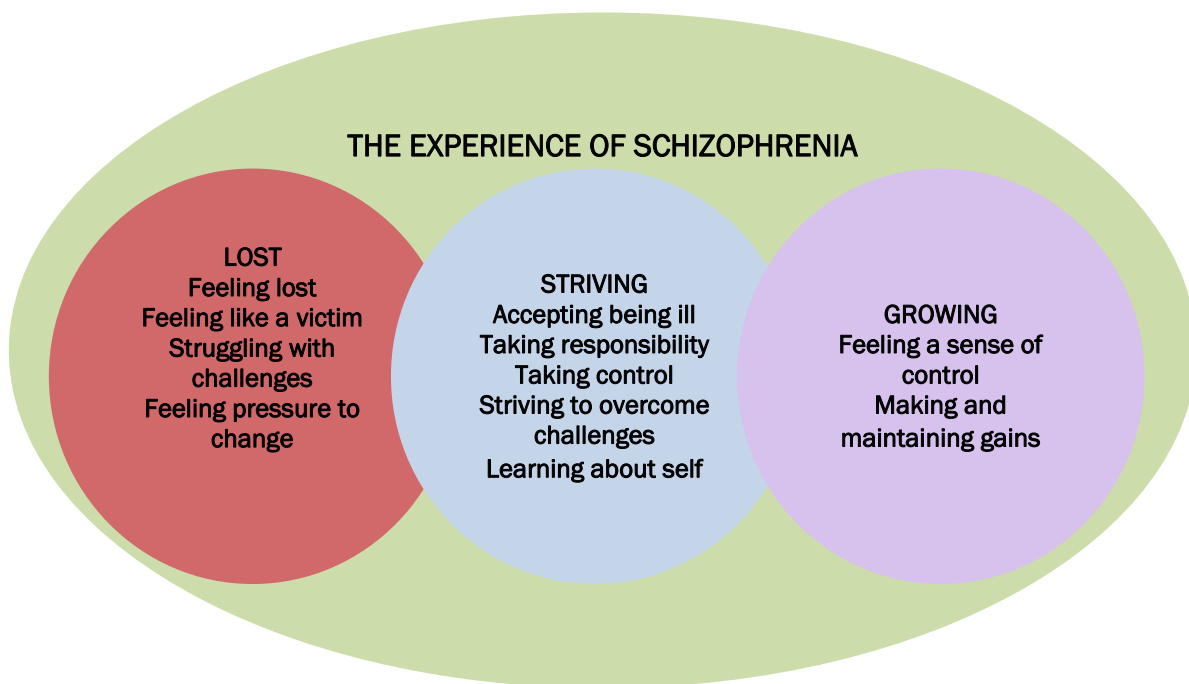 THE EXPERIENCE OF SCHIZOPHRENIA
LOST
Feeling lost
Feeling like a victim
Struggling with
challenges
Feeling pressure to
change
STRIVING
Accepting being ill
Taking responsibility
Taking control
Striving to overcome
challenges
Learning about self
GROWING
Feeling a sense of
control
Making and
maintaining gains